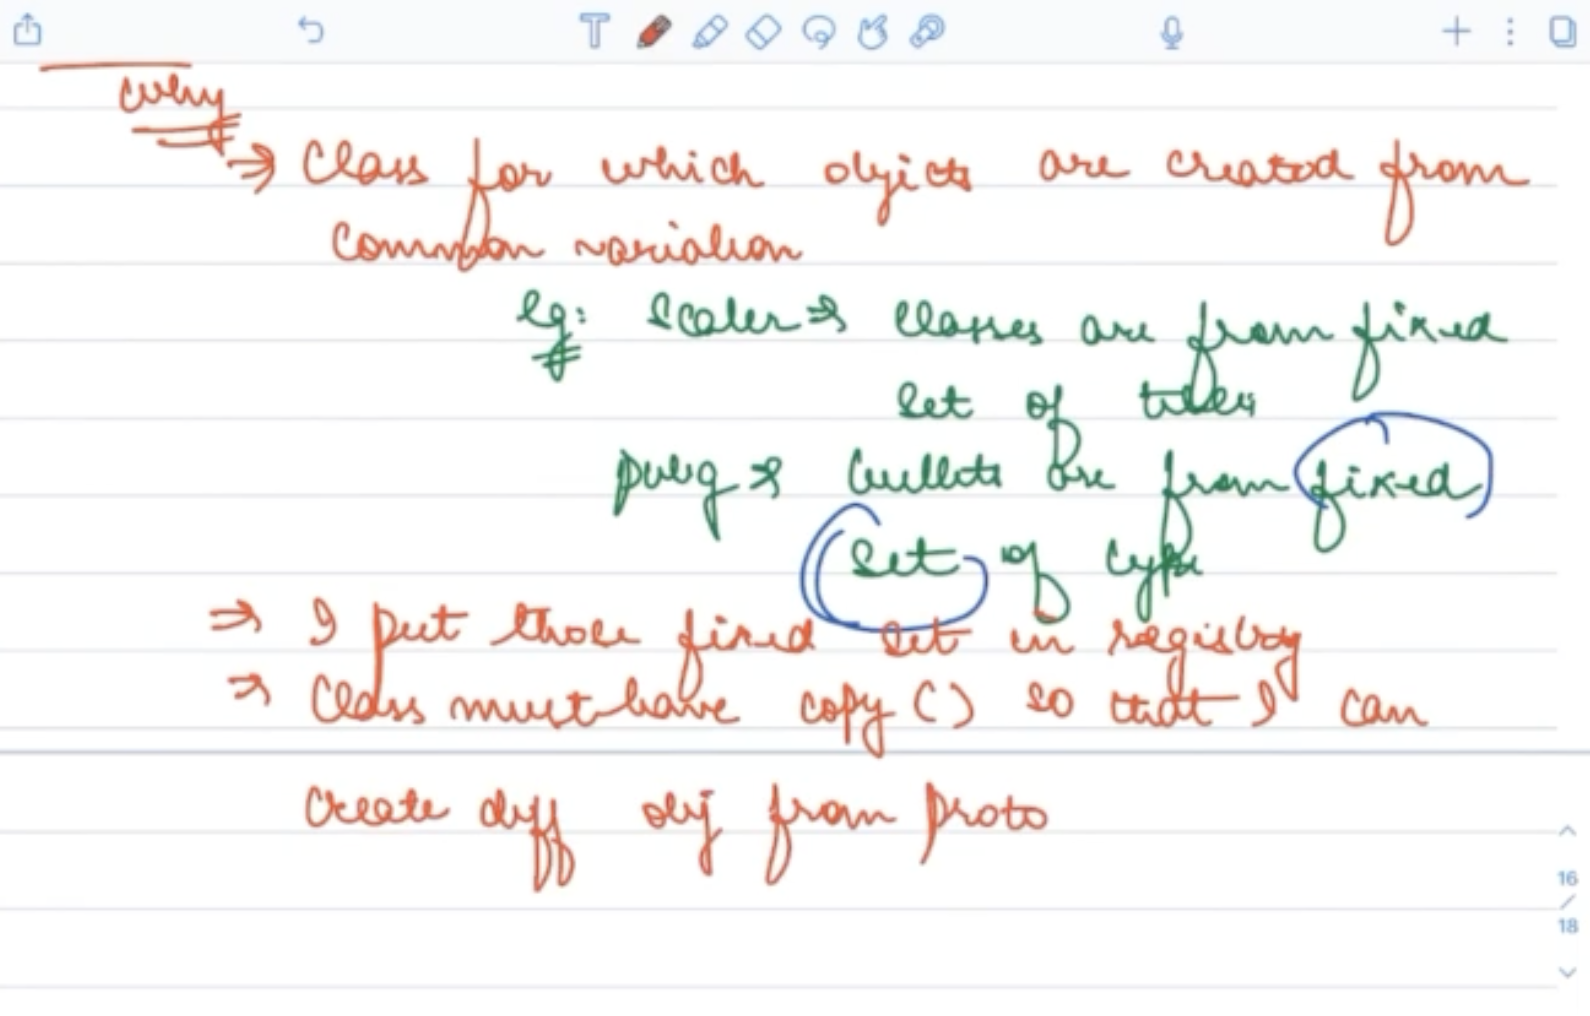 why
⇒ Class for which objects are created from
common variation
eg: Scaler ⇒ Classes are from fixed
set of titles
pubg ⇒ bullets are from fixed
set of type
⇒ I put those fixed set in registry
⇒ Class must have copy () so that I can
create diff obj from proto
16
/
18